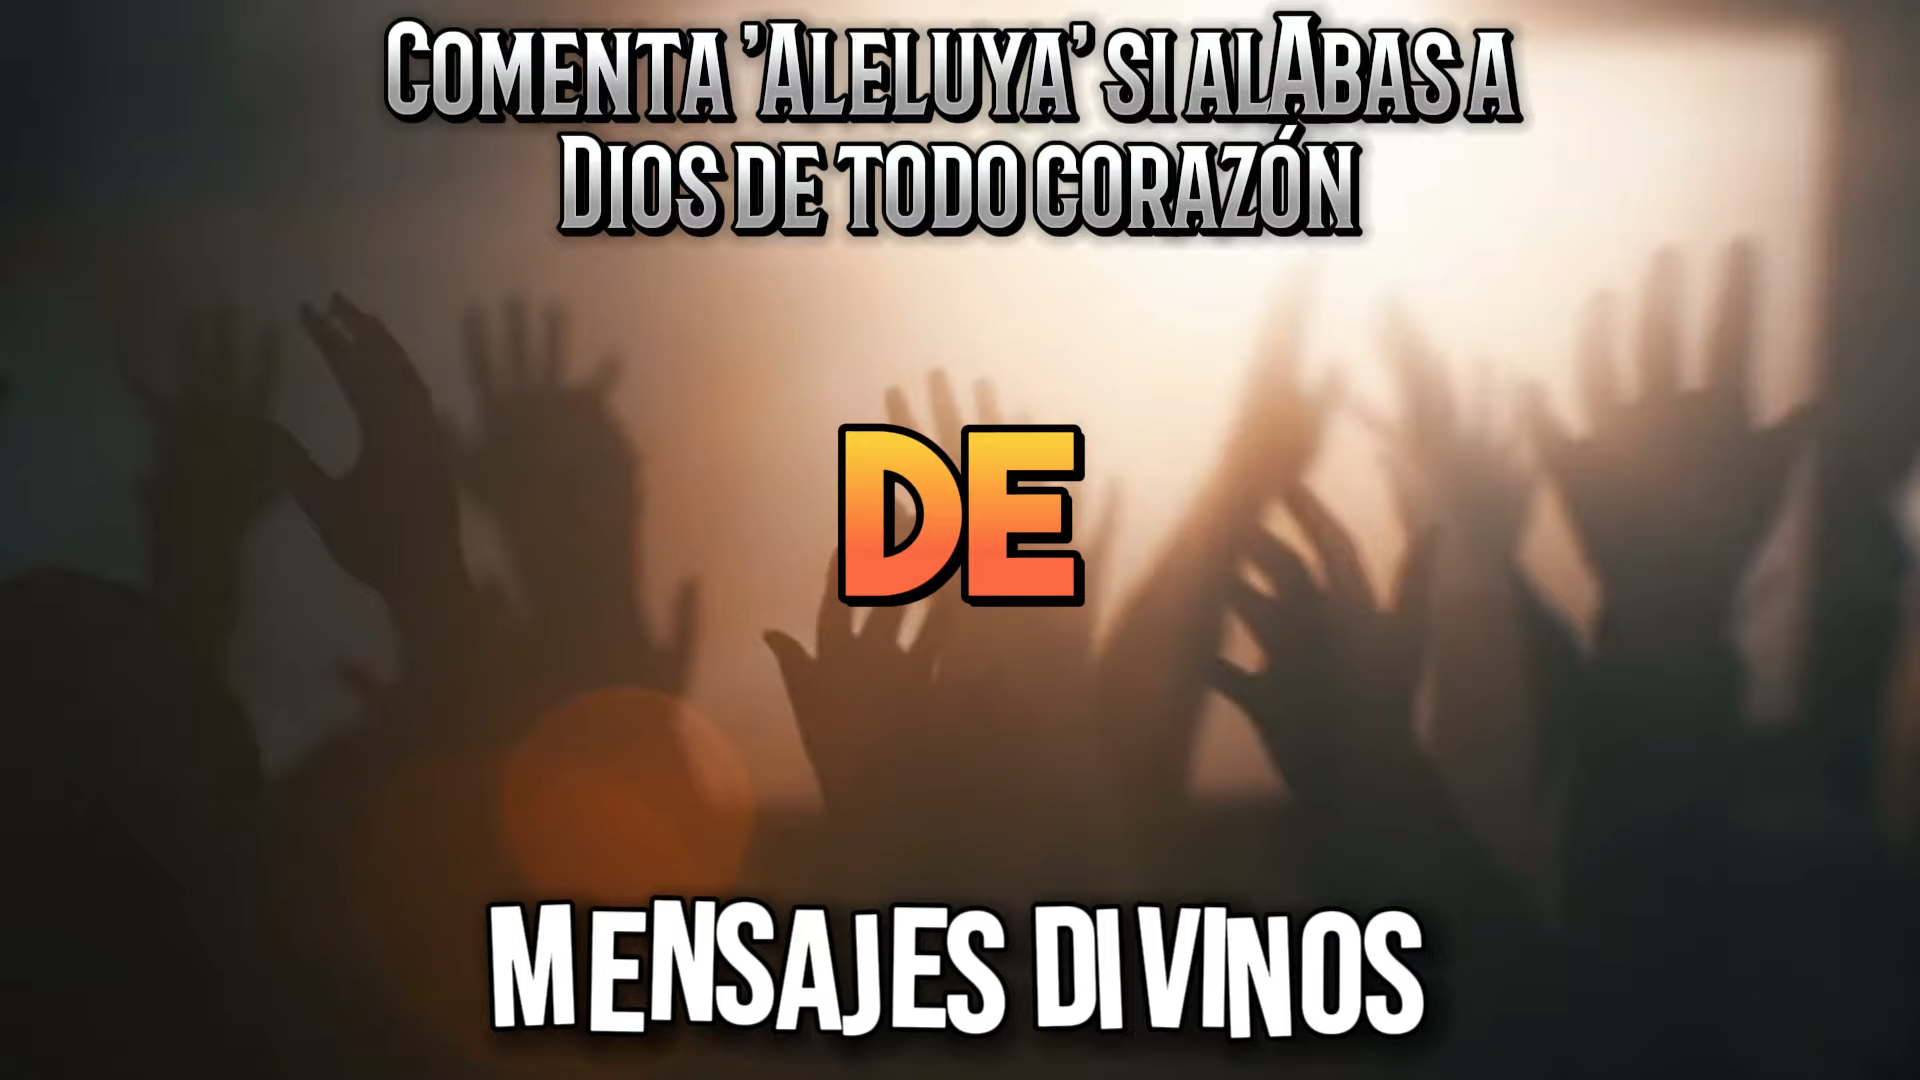 Comenta 'Aleluya' si alAbas a
Dios de todo corazón
DE
MENSAJES DIVINOS